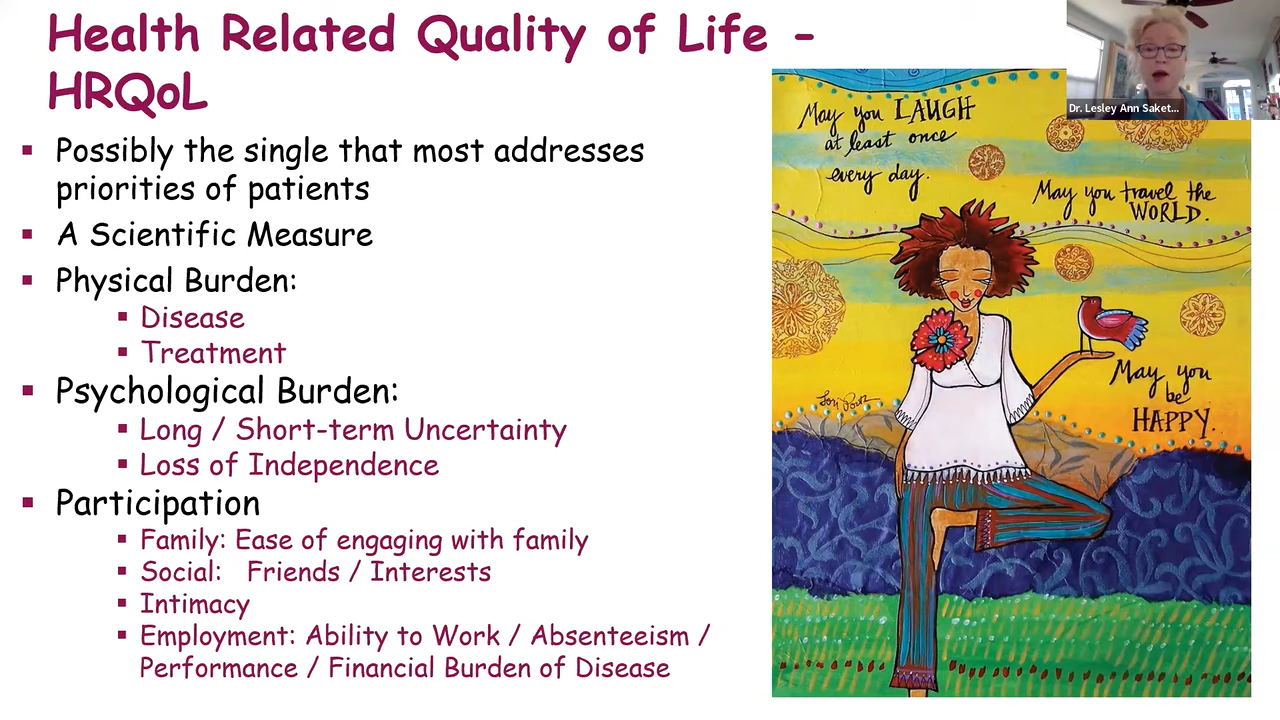 Health Related Quality of Life -
HRQoL
▪ Possibly the single that most addresses
priorities of patients
▪ A Scientific Measure
▪ Physical Burden:
▪ Disease
▪ Treatment
▪ Psychological Burden:
▪ Long / Short-term Uncertainty
▪ Loss of Independence
▪ Participation
▪ Family: Ease of engaging with family
▪ Social: Friends / Interests
▪ Intimacy
▪ Employment: Ability to Work / Absenteeism /
Performance / Financial Burden of Disease
Dr. Lesley Ann Saket...
May you LAUGH
at least once
every day.
May you travel the
WORLD.
May you
be
HAPPY.